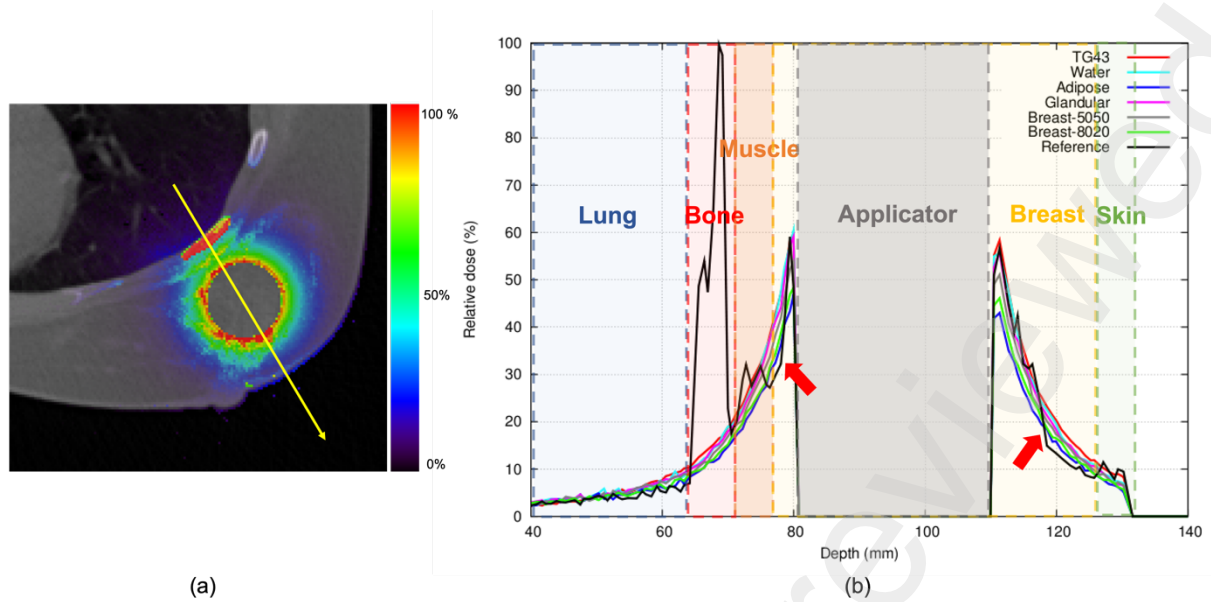 100 %
50%
0%
(a)
100
90
80
70
60
50
40
30
20
10
0
Relative dose (%)
40
60
80
100
120
140
Depth (mm)
TG43
Water
Adipose
Glandular
Breast-5050
Breast-8020
Reference
Muscle
Lung
Bone
Applicator
Breast
Skin
(b)